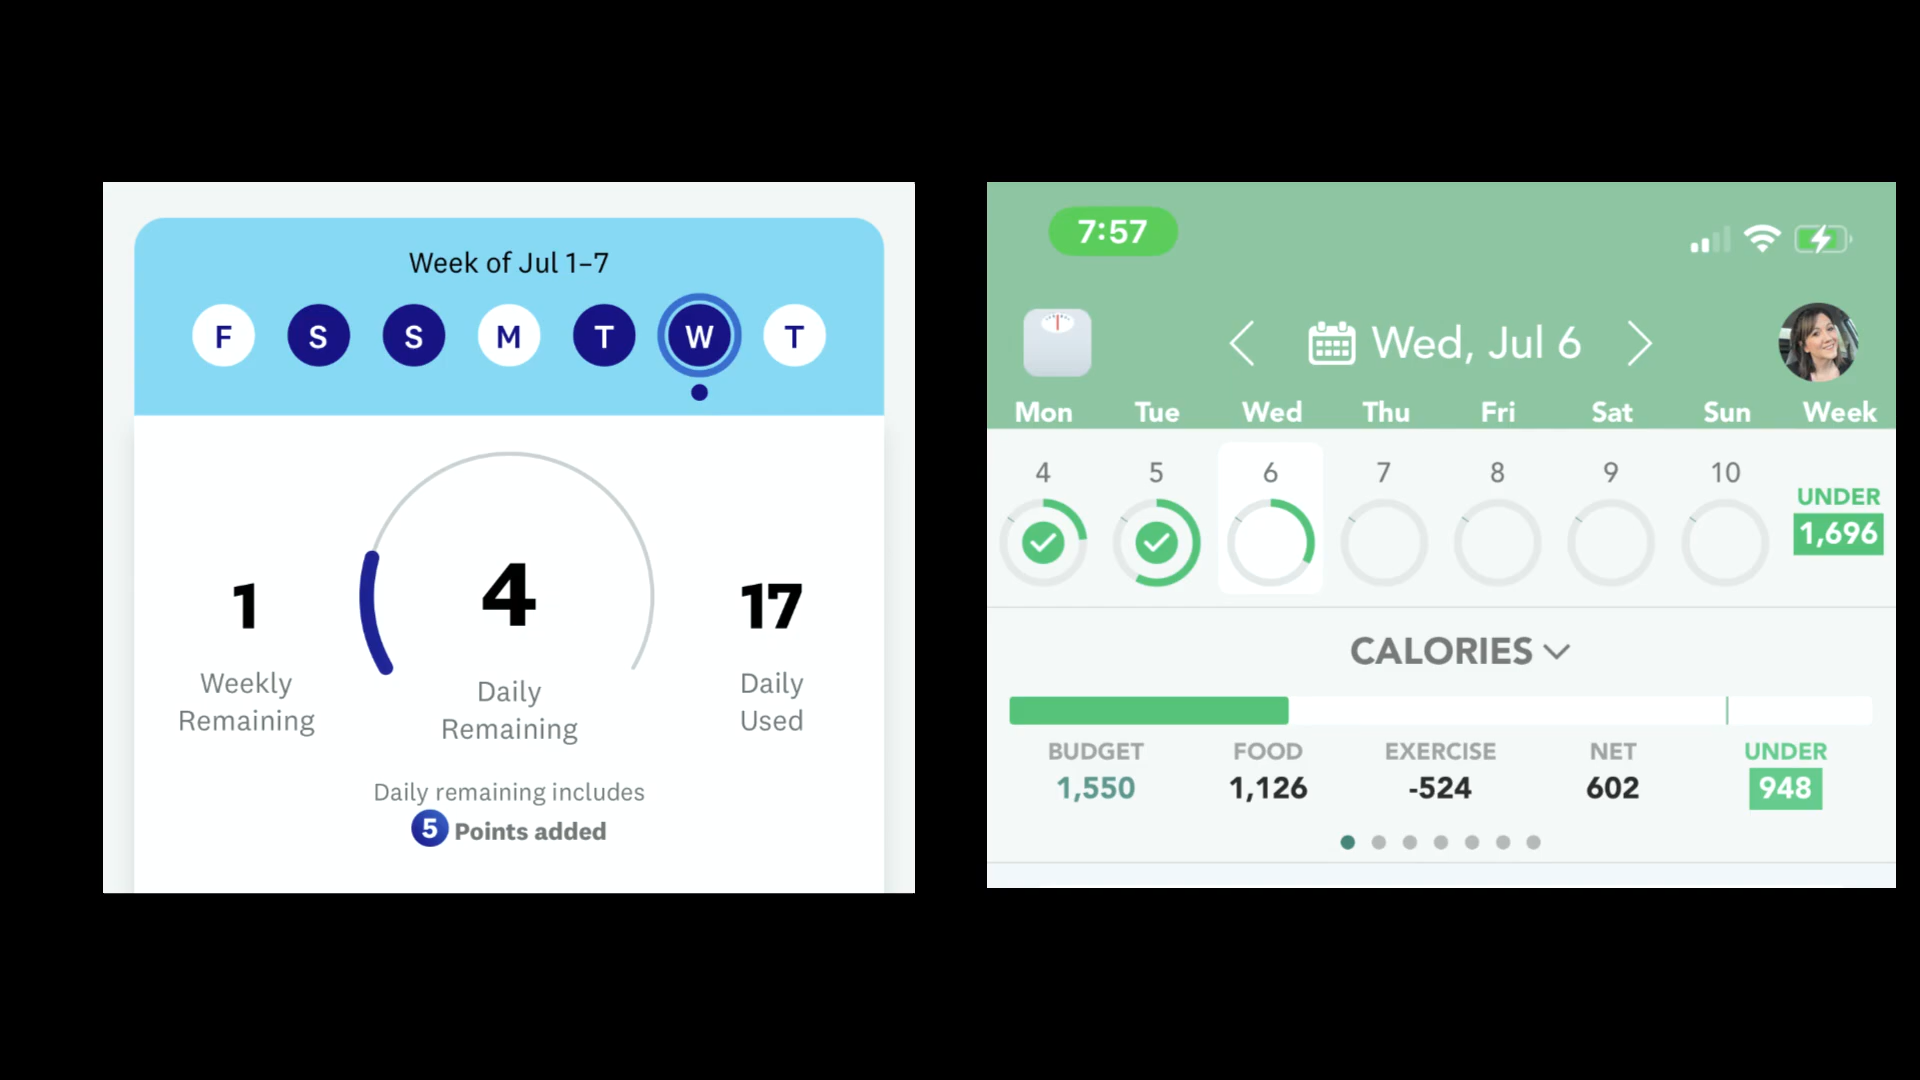 Week of Jul 1–7
F S S M T W T
1
Weekly
Remaining
4
Daily
Remaining
17
Daily
Used
Daily remaining includes
5 Points added
7:57
Wed, Jul 6
Mon Tue Wed Thu Fri Sat Sun Week
4 5 6 7 8 9 10
UNDER
1,696
CALORIES
BUDGET FOOD EXERCISE NET UNDER
1,550 1,126 -524 602 948